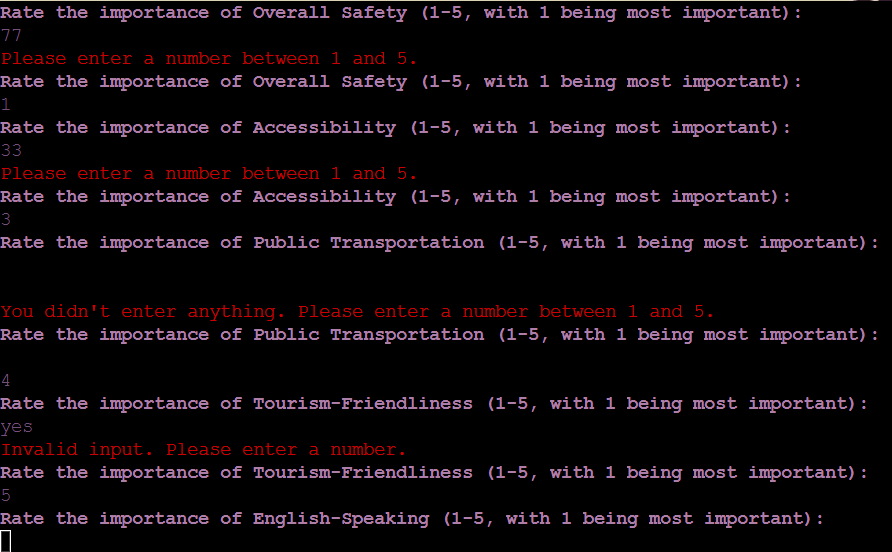 Rate the importance of Overall Safety (1-5, with 1 being most important):
77
Please enter a number between 1 and 5.
Rate the importance of Overall Safety (1-5, with 1 being most important):
1
Rate the importance of Accessibility (1-5, with 1 being most important):
33
Please enter a number between 1 and 5.
Rate the importance of Accessibility (1-5, with 1 being most important):
3
Rate the importance of Public Transportation (1-5, with 1 being most important):
You didn't enter anything. Please enter a number between 1 and 5.
Rate the importance of Public Transportation (1-5, with 1 being most important):
4
Rate the importance of Tourism-Friendliness (1-5, with 1 being most important):
yes
Invalid input. Please enter a number.
Rate the importance of Tourism-Friendliness (1-5, with 1 being most important):
5
Rate the importance of English-Speaking (1-5, with 1 being most important):